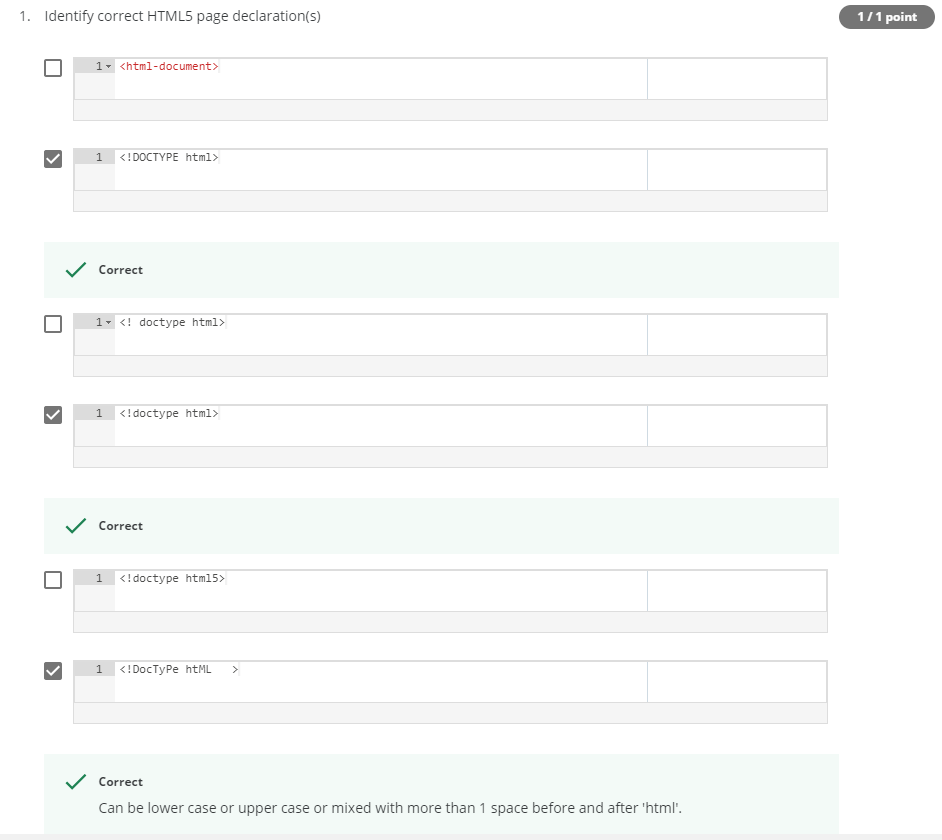 1. Identify correct HTML5 page declaration(s)
1 / 1 point
1 <html-document>
1 <!DOCTYPE html>
Correct
1 <! doctype html>
1 <!doctype html>
Correct
1 <!doctype html5>
1 <!DocTyPe htML   >
Correct
Can be lower case or upper case or mixed with more than 1 space before and after 'html'.